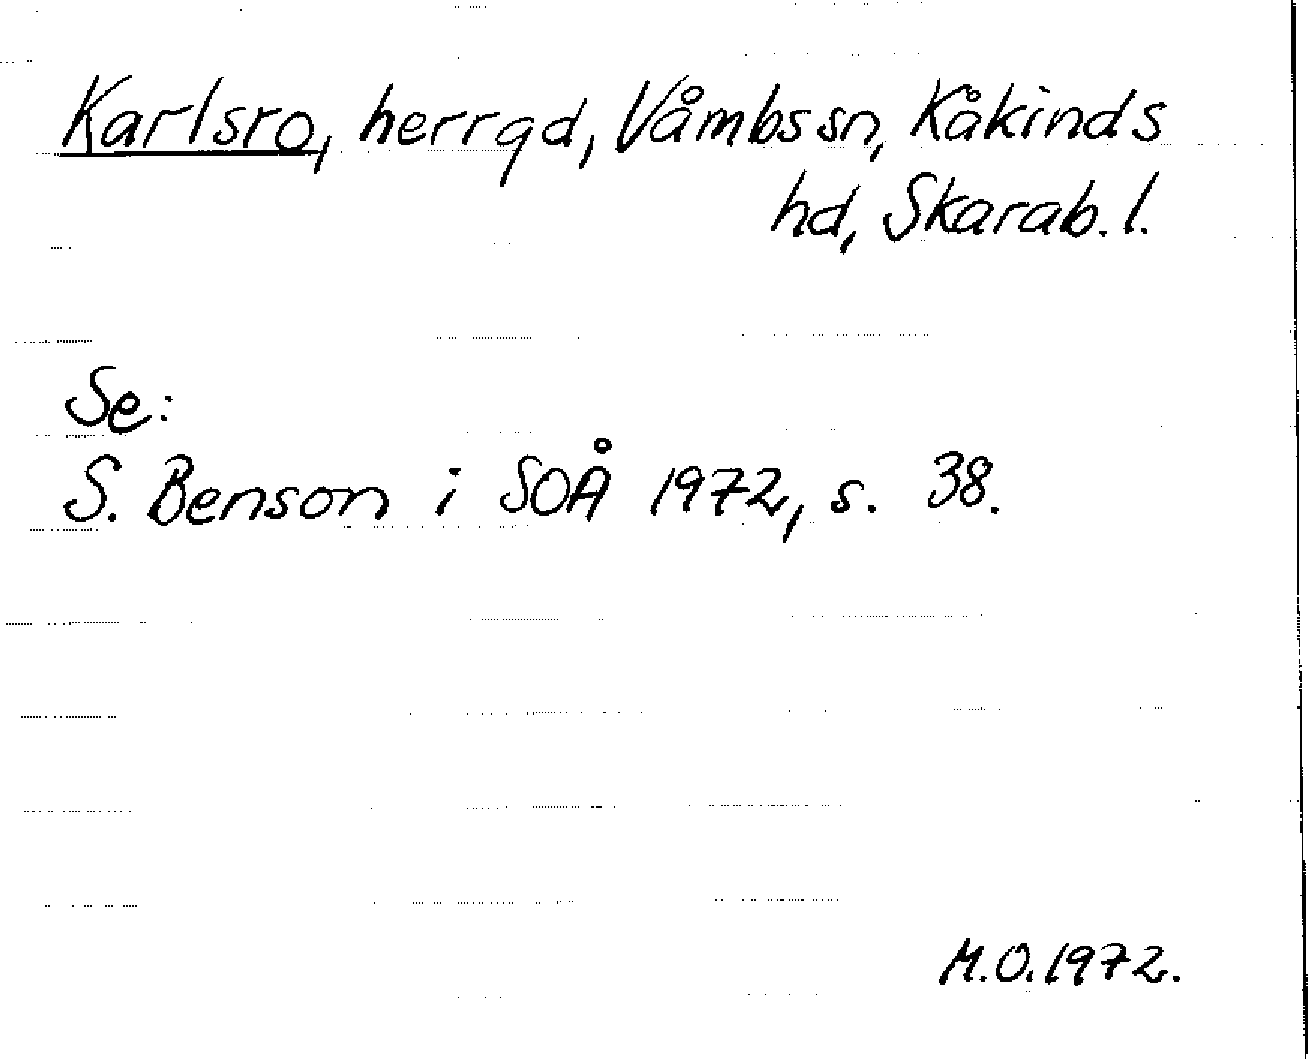 Karlsro, herrgd, Våmbs sn, Kåkinds
hd, Skarab. l.
Se:
S. Benson i SOÅ 1972, s. 38.
M.O. 1972.